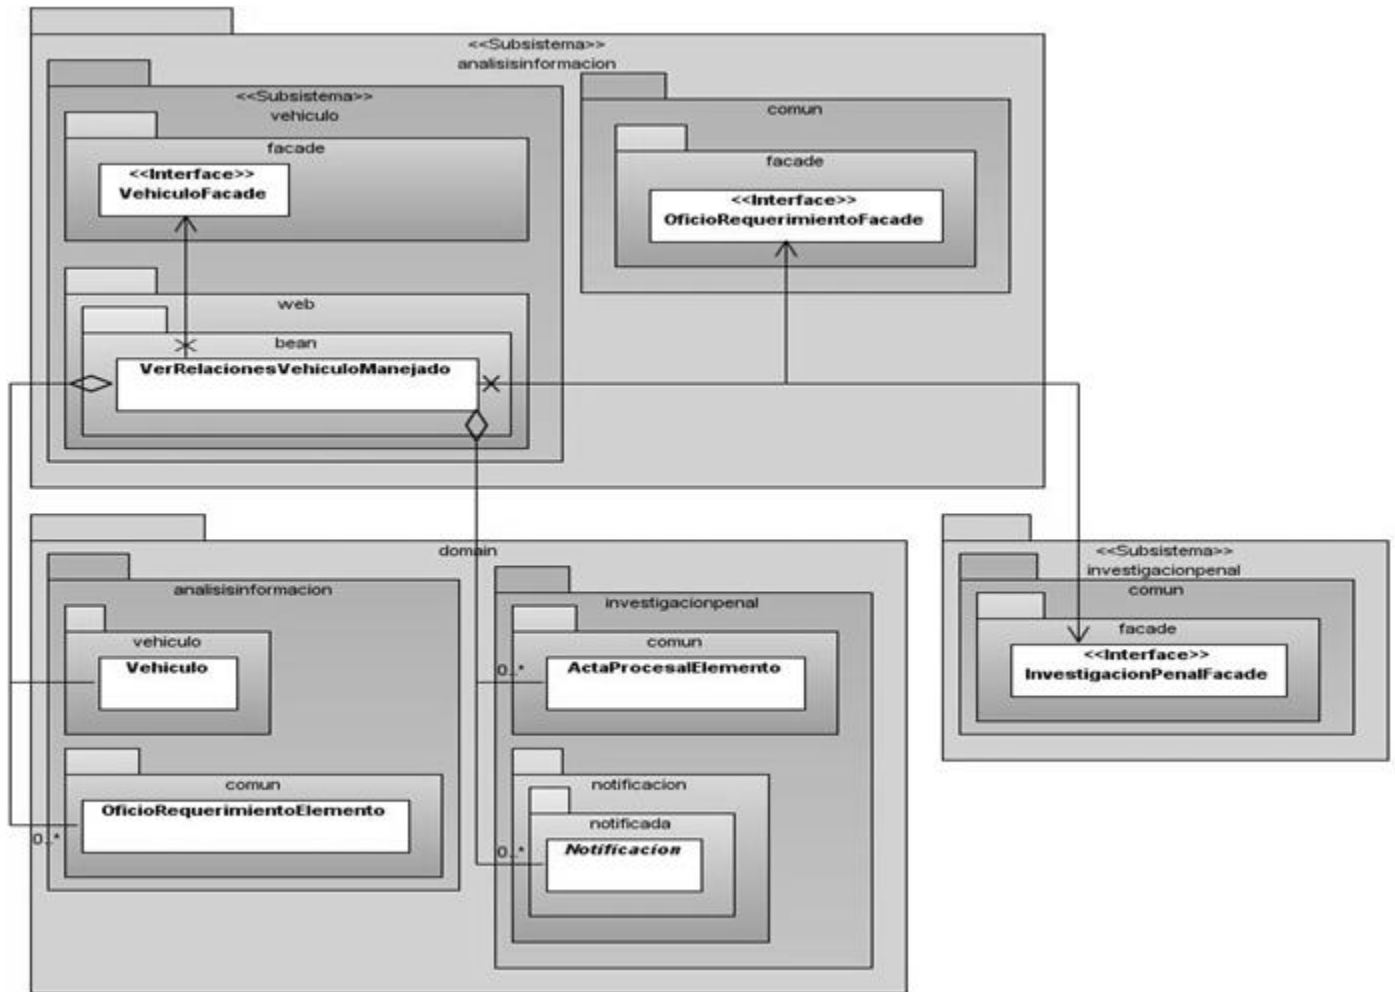 <<Subsistema>>
analisisinformacion
<<Subsistema>>
vehiculo
facade
<<Interface>>
VehiculoFacade
comun
facade
<<Interface>>
OficioRequerimientoFacade
web
bean
VerRelacionesVehiculoManejado
domain
analisisinformacion
vehiculo
Vehiculo
comun
OficioRequerimientoElemento
0..*
investigacionpenal
comun
0..*
ActaProcesalElemento
notificacion
notificada
0..*
Notificacion
<<Subsistema>>
investigacionpenal
comun
facade
<<Interface>>
InvestigacionPenalFacade